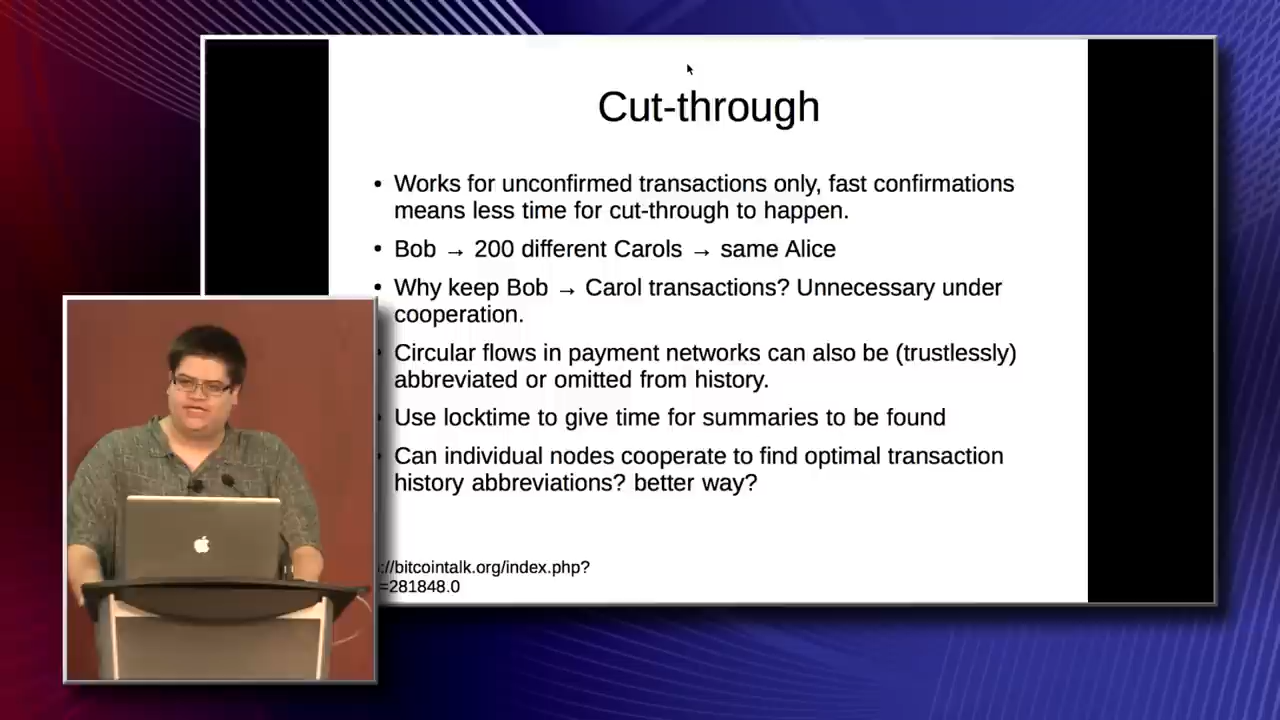 Cut-through
• Works for unconfirmed transactions only, fast confirmations
means less time for cut-through to happen.
• Bob → 200 different Carols → same Alice
• Why keep Bob → Carol transactions? Unnecessary under
cooperation.
Circular flows in payment networks can also be (trustlessly)
abbreviated or omitted from history.
Use locktime to give time for summaries to be found
Can individual nodes cooperate to find optimal transaction
history abbreviations? better way?
://bitcointalk.org/index.php?
=281848.0